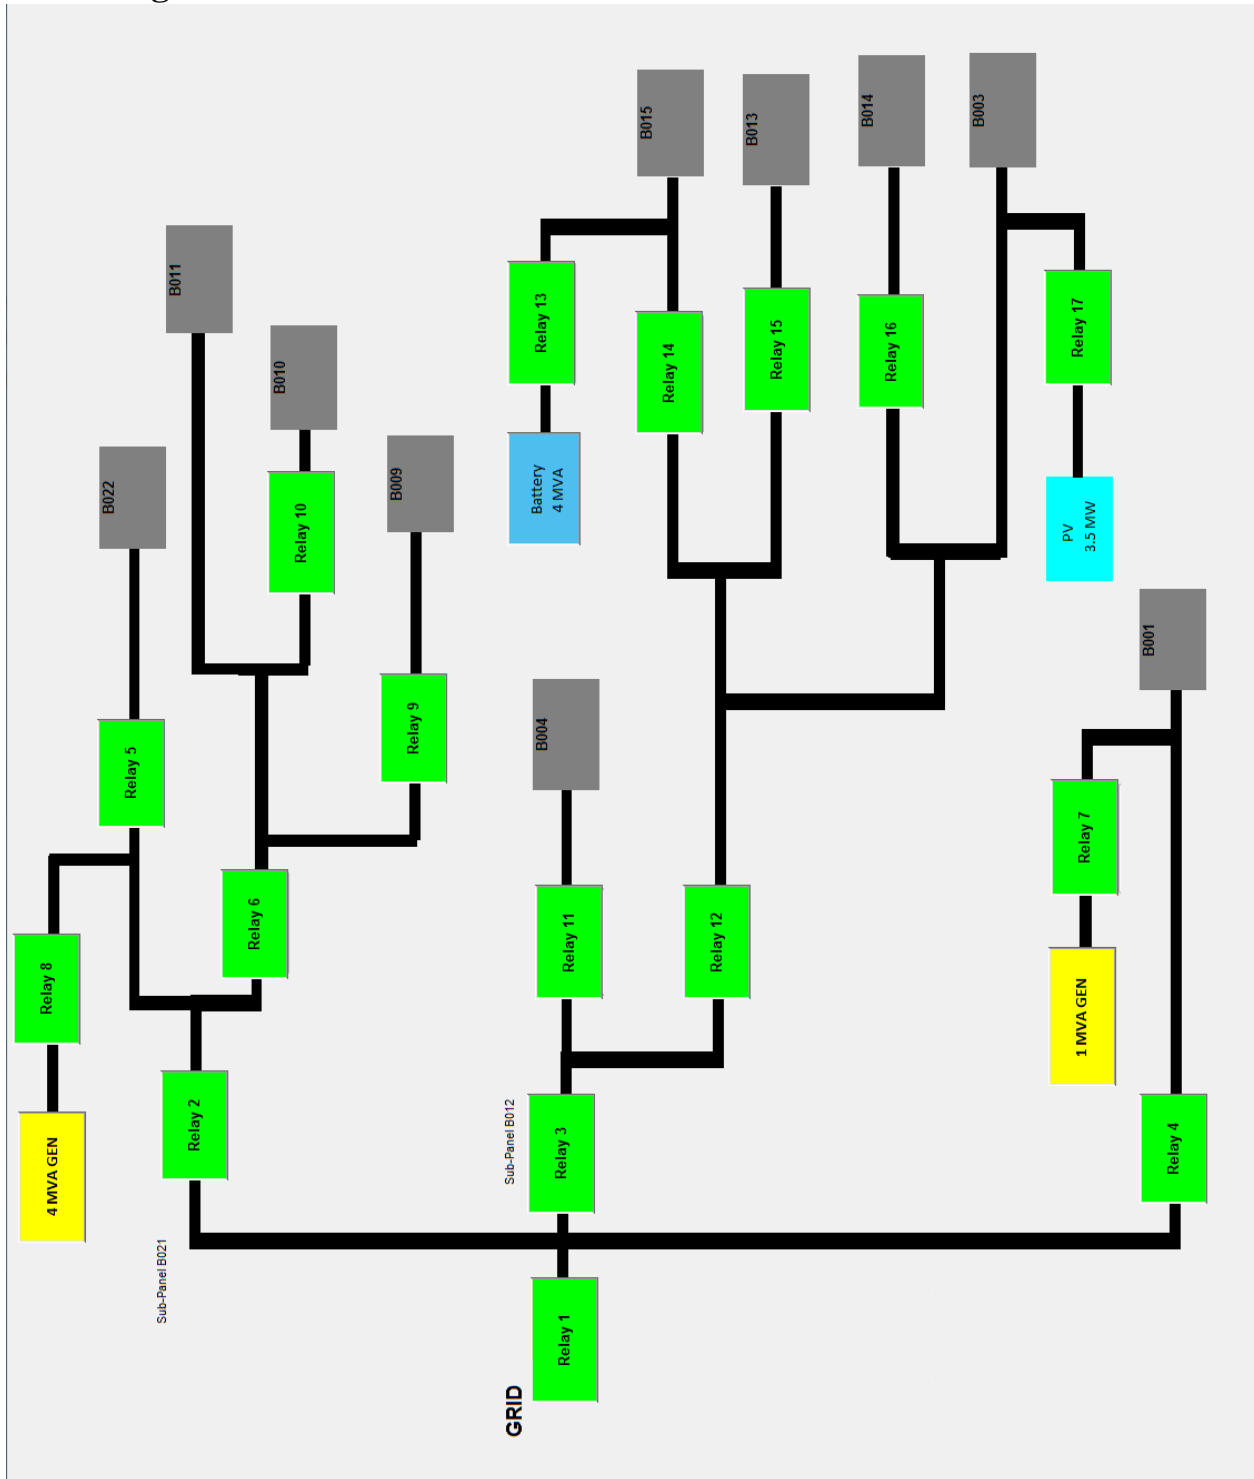 B015
B013
B014
B003
B011
B010
B022
B009
Relay 13
Relay 14
Relay 15
Relay 16
Relay 17
Battery
4 MVA
PV
3.5 MW
Relay 10
Relay 5
Relay 9
B004
B001
Relay 8
Relay 6
Relay 11
Relay 12
Relay 7
4 MVA GEN
Relay 2
Sub-Panel B012
Relay 3
1 MVA GEN
Relay 4
Sub-Panel B021
Relay 1
GRID